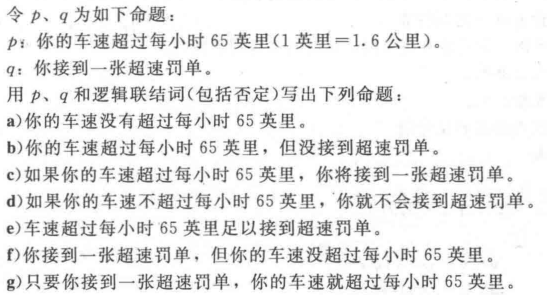 令 p、q 为如下命题：
p：你的车速超过每小时 65 英里(1 英里＝1.6 公里)。
q：你接到一张超速罚单。
用 p、q 和逻辑联结词(包括否定)写出下列命题：
a)你的车速没有超过每小时 65 英里。
b)你的车速超过每小时 65 英里，但没接到超速罚单。
c)如果你的车速超过每小时 65 英里，你将接到一张超速罚单。
d)如果你的车速不超过每小时 65 英里，你就不会接到超速罚单。
e)车速超过每小时 65 英里足以接到超速罚单。
f)你接到一张超速罚单，但你的车速没超过每小时 65 英里。
g)只要你接到一张超速罚单，你的车速就超过每小时 65 英里。